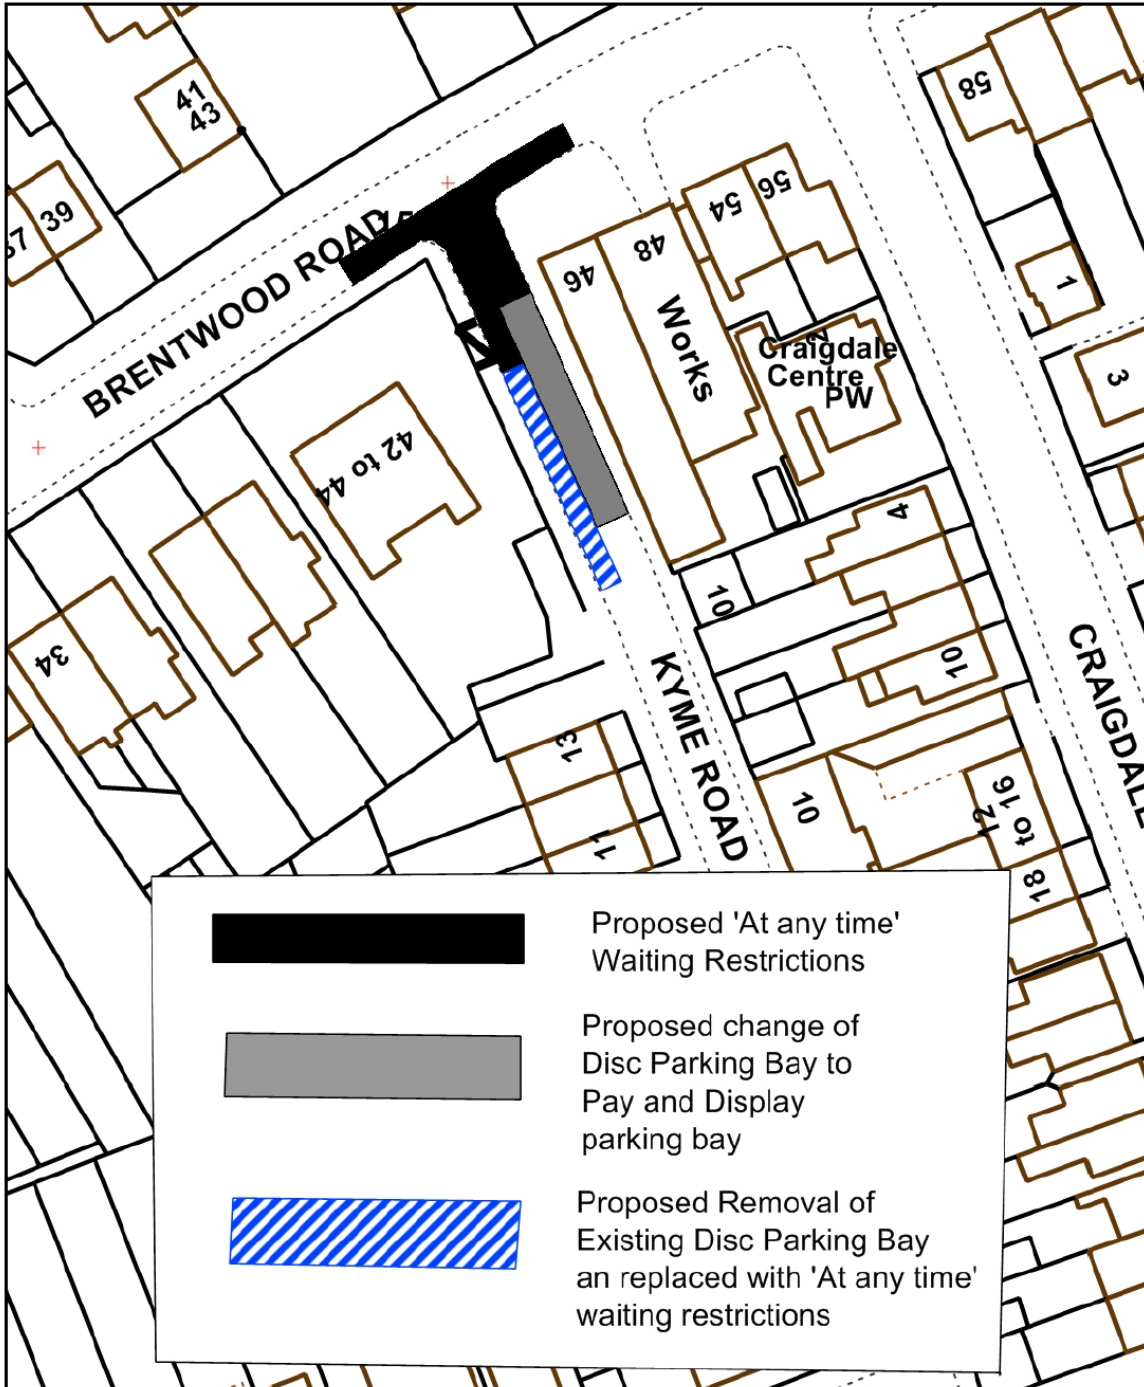 41
43
58
39
37
56
54
48
46
1
BRENTWOOD ROAD
Works
Craigdale
Centre
PW
3
42 to 44
4
10
34
10
KYME ROAD
CRAIGDALE
13
10
12 to 16
11
18
Proposed 'At any time'
Waiting Restrictions
Proposed change of
Disc Parking Bay to
Pay and Display
parking bay
Proposed Removal of
Existing Disc Parking Bay
an replaced with 'At any time'
waiting restrictions